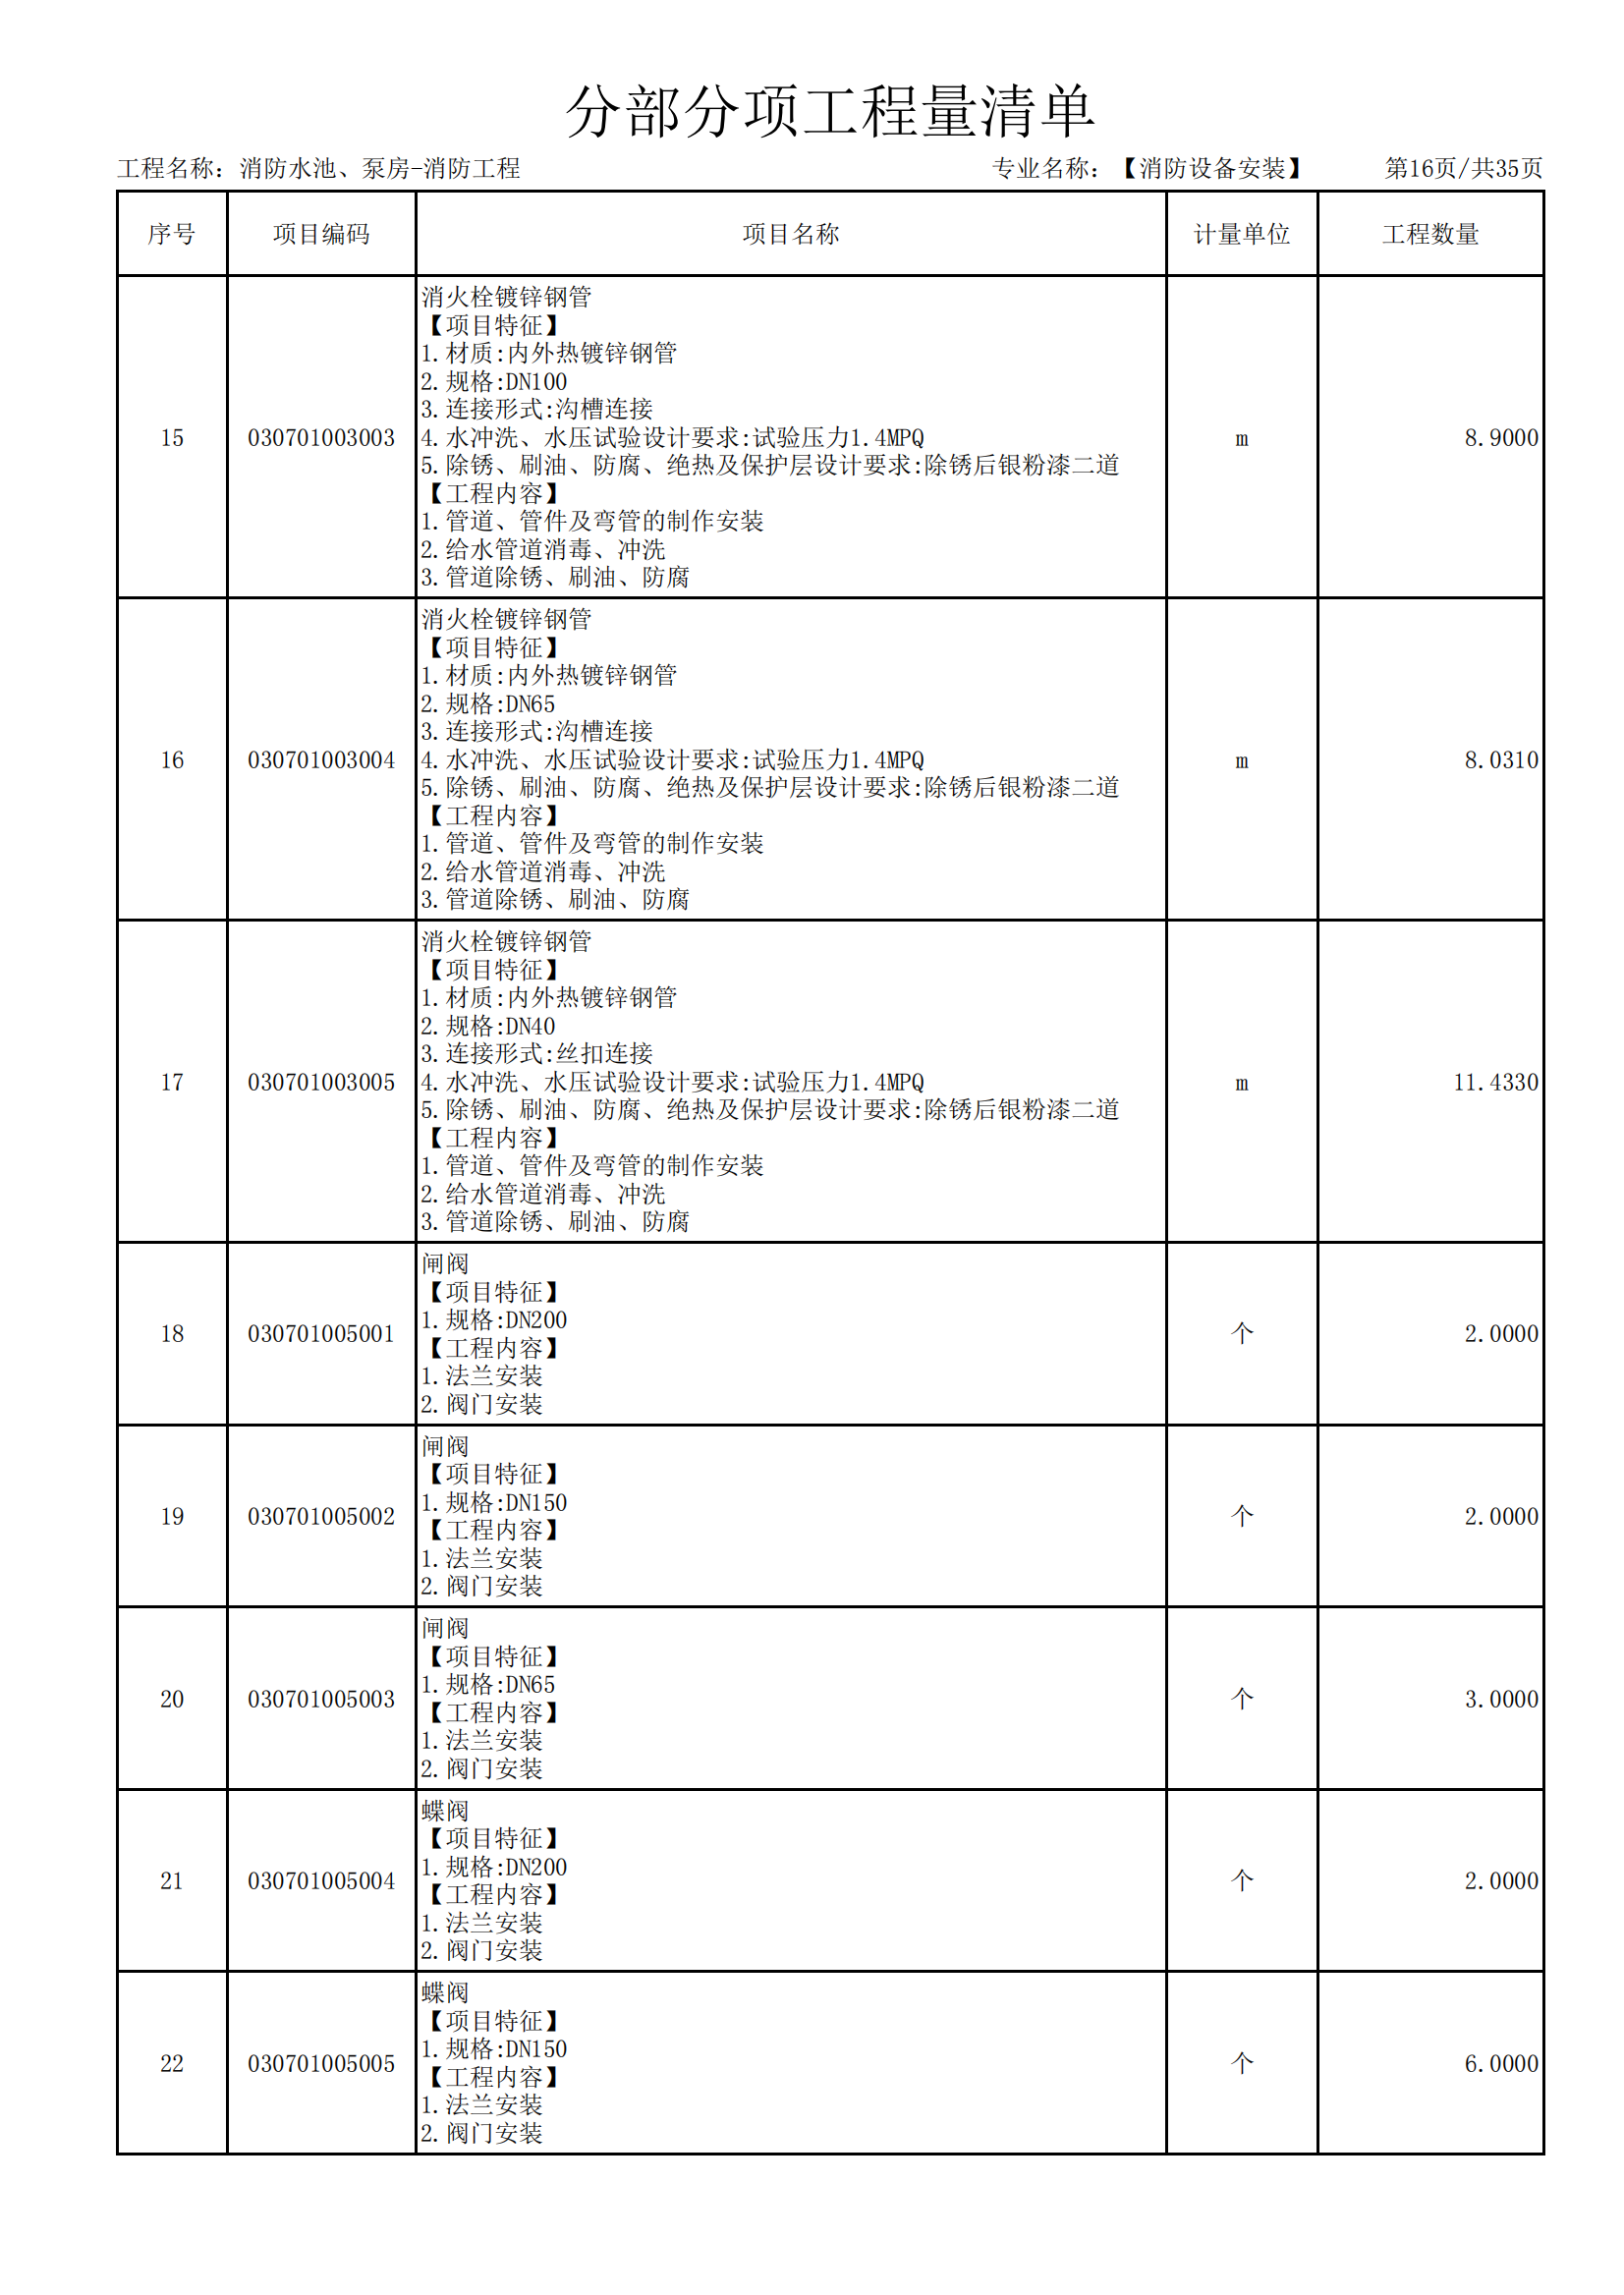 分部分项工程量清单
工程名称：消防水池、泵房-消防工程 专业名称：【消防设备安装】 第16页/共35页
序号 项目编码 项目名称 计量单位 工程数量
消火栓镀锌钢管
【项目特征】
1.材质:内外热镀锌钢管
2.规格:DN100
3.连接形式:沟槽连接
15 030701003003 4.水冲洗、水压试验设计要求:试验压力1.4MPQ m 8.9000
5.除锈、刷油、防腐、绝热及保护层设计要求:除锈后银粉漆二道
【工程内容】
1.管道、管件及弯管的制作安装
2.给水管道消毒、冲洗
3.管道除锈、刷油、防腐
消火栓镀锌钢管
【项目特征】
1.材质:内外热镀锌钢管
2.规格:DN65
3.连接形式:沟槽连接
16 030701003004 4.水冲洗、水压试验设计要求:试验压力1.4MPQ m 8.0310
5.除锈、刷油、防腐、绝热及保护层设计要求:除锈后银粉漆二道
【工程内容】
1.管道、管件及弯管的制作安装
2.给水管道消毒、冲洗
3.管道除锈、刷油、防腐
消火栓镀锌钢管
【项目特征】
1.材质:内外热镀锌钢管
2.规格:DN40
3.连接形式:丝扣连接
17 030701003005 4.水冲洗、水压试验设计要求:试验压力1.4MPQ m 11.4330
5.除锈、刷油、防腐、绝热及保护层设计要求:除锈后银粉漆二道
【工程内容】
1.管道、管件及弯管的制作安装
2.给水管道消毒、冲洗
3.管道除锈、刷油、防腐
闸阀
【项目特征】
1.规格:DN200
18 030701005001 【工程内容】 个 2.0000
1.法兰安装
2.阀门安装
闸阀
【项目特征】
1.规格:DN150
19 030701005002 【工程内容】 个 2.0000
1.法兰安装
2.阀门安装
闸阀
【项目特征】
1.规格:DN65
20 030701005003 【工程内容】 个 3.0000
1.法兰安装
2.阀门安装
蝶阀
【项目特征】
1.规格:DN200
21 030701005004 【工程内容】 个 2.0000
1.法兰安装
2.阀门安装
蝶阀
【项目特征】
1.规格:DN150
22 030701005005 【工程内容】 个 6.0000
1.法兰安装
2.阀门安装